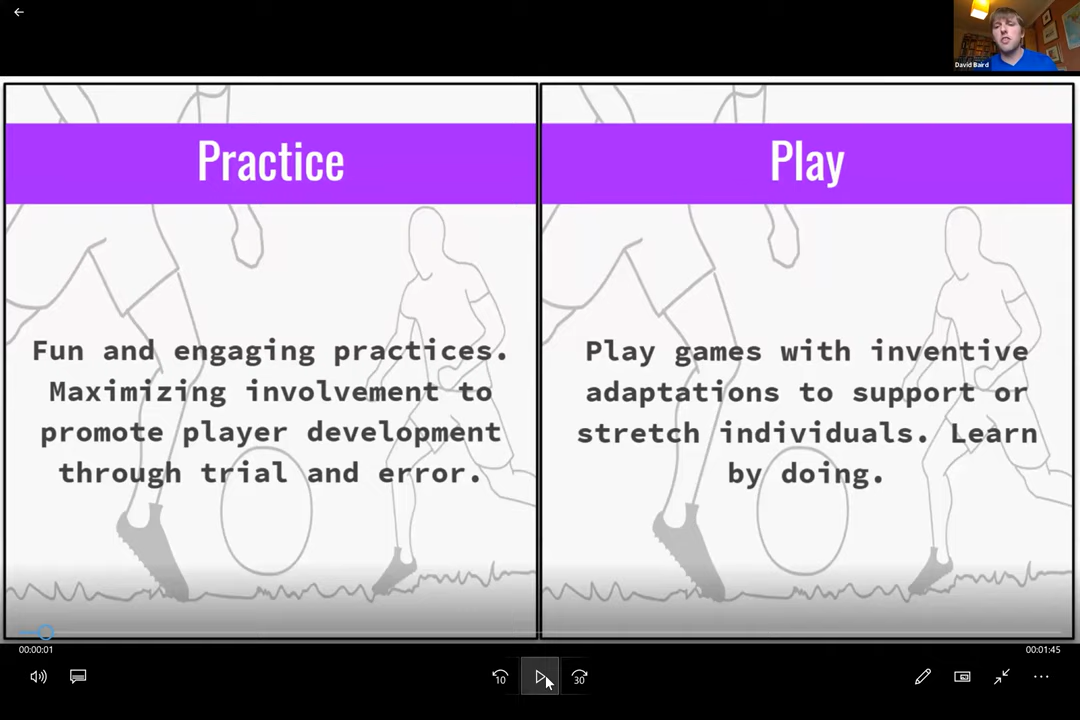 David Baird
Practice
Fun and engaging practices.
Maximizing involvement to
promote player development
through trial and error.
Play
Play games with inventive
adaptations to support or
stretch individuals. Learn
by doing.
00:00:01
00:01:45
10
30